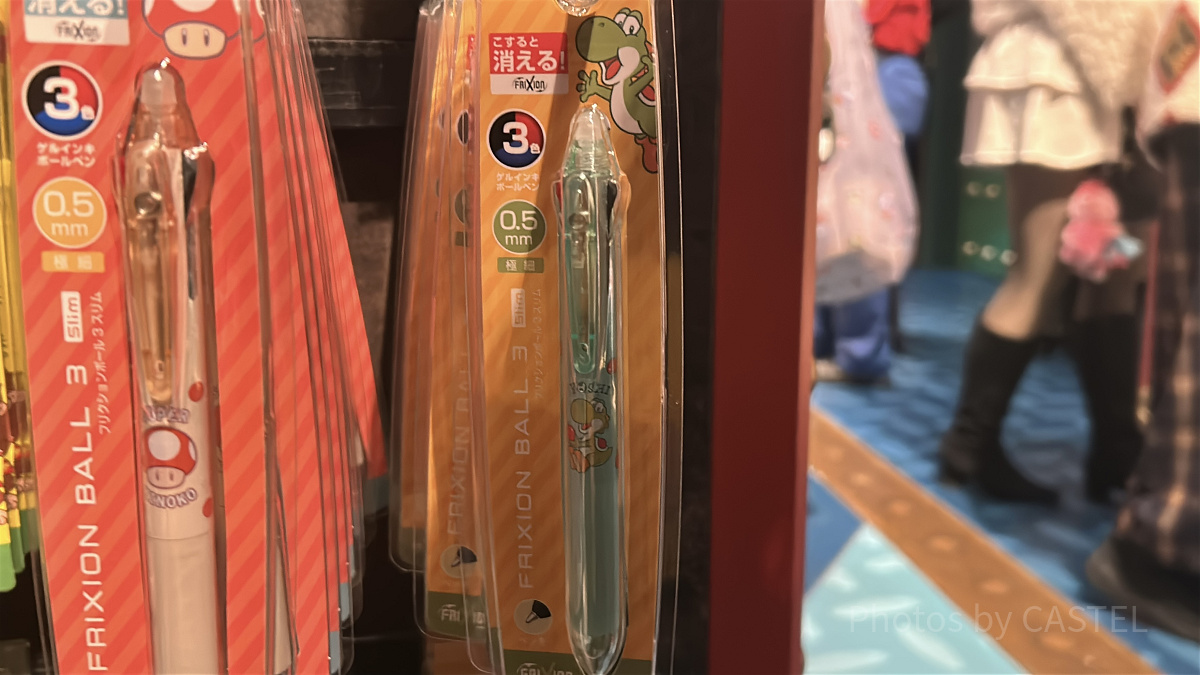 消える!
FRIXION
3色
ゲルインキ
ボールペン
0.5
mm
極細
FRIXION BALL 3 Slim
フリクションボール3スリム
SUPER
KINOKO
こすると
消える!
FRIXION
3色
ゲルインキ
ボールペン
0.5
mm
極細
FRIXION BALL 3 Slim
フリクションボール3スリム
FRIXION BALL
FRIXION
Photos by CASTEL